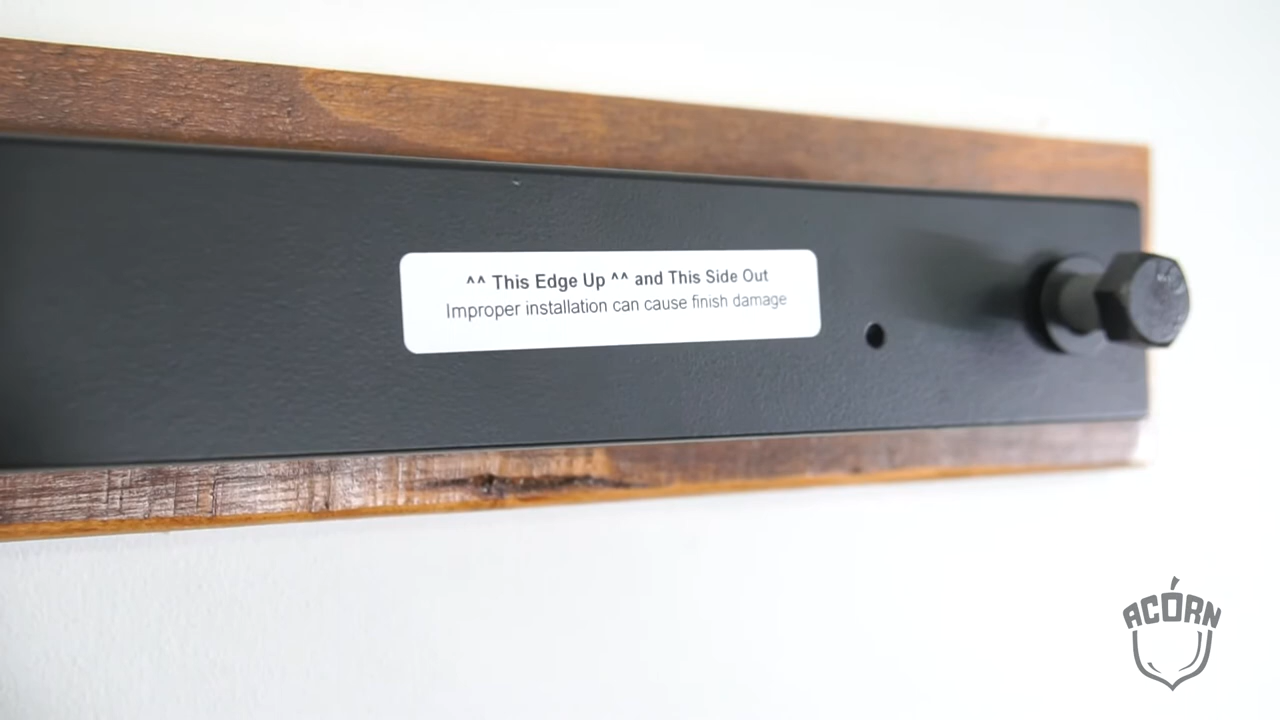 ^^ This Edge Up ^^ and This Side Out
Improper installation can cause finish damage
ACORN